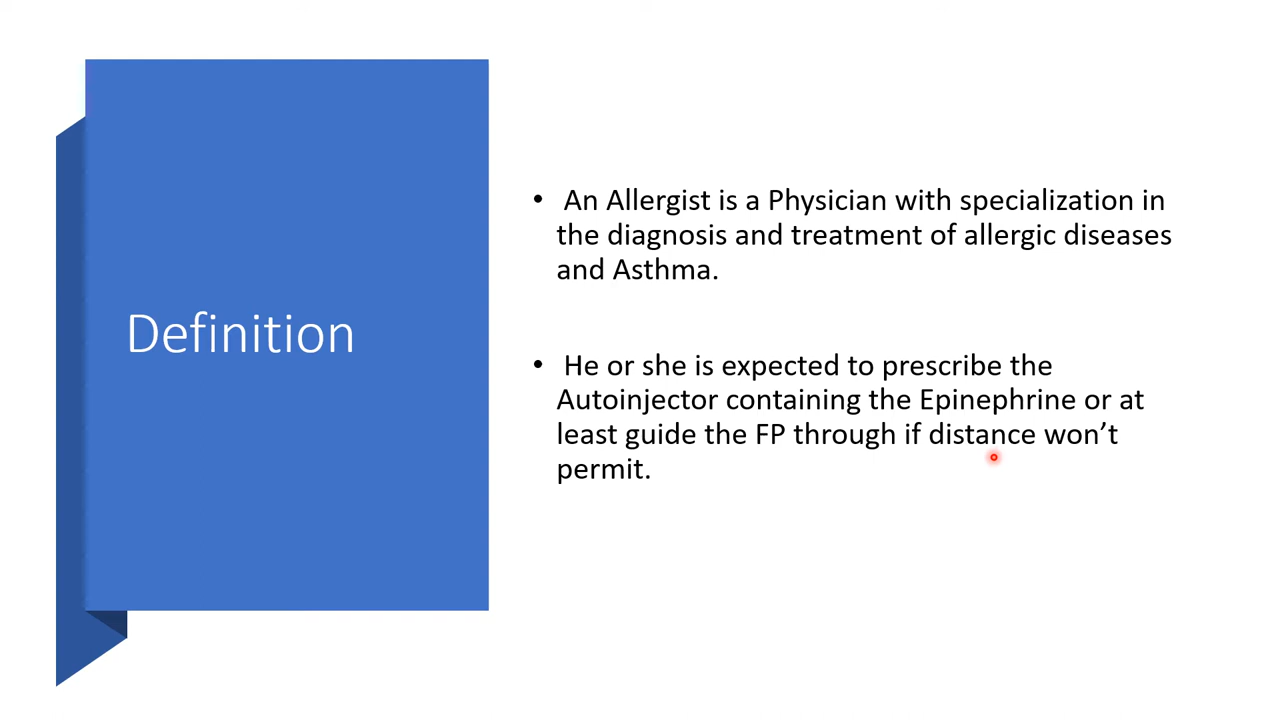 Definition
• An Allergist is a Physician with specialization in
the diagnosis and treatment of allergic diseases
and Asthma.
• He or she is expected to prescribe the
Autoinjector containing the Epinephrine or at
least guide the FP through if distance won’t
permit.